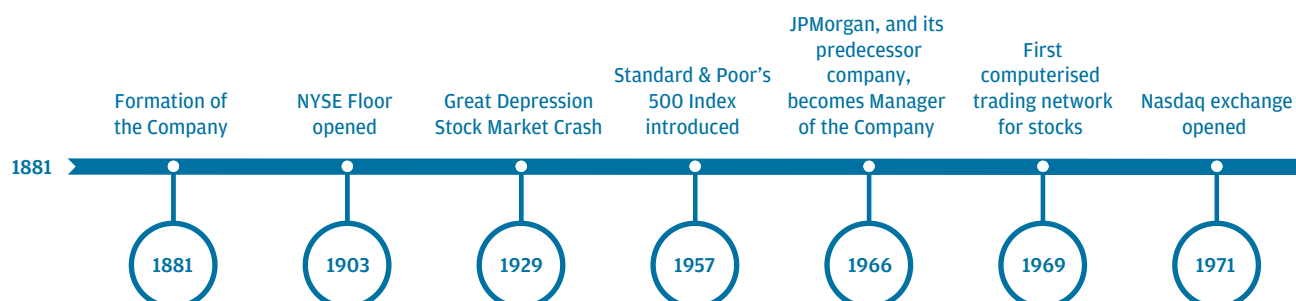 Formation of
the Company
NYSE Floor
opened
Great Depression
Stock Market Crash
Standard & Poor’s
500 Index
introduced
JPMorgan, and its
predecessor
company,
becomes Manager
of the Company
First
computerised
trading network
for stocks
Nasdaq exchange
opened
1881
1881
1903
1929
1957
1966
1969
1971